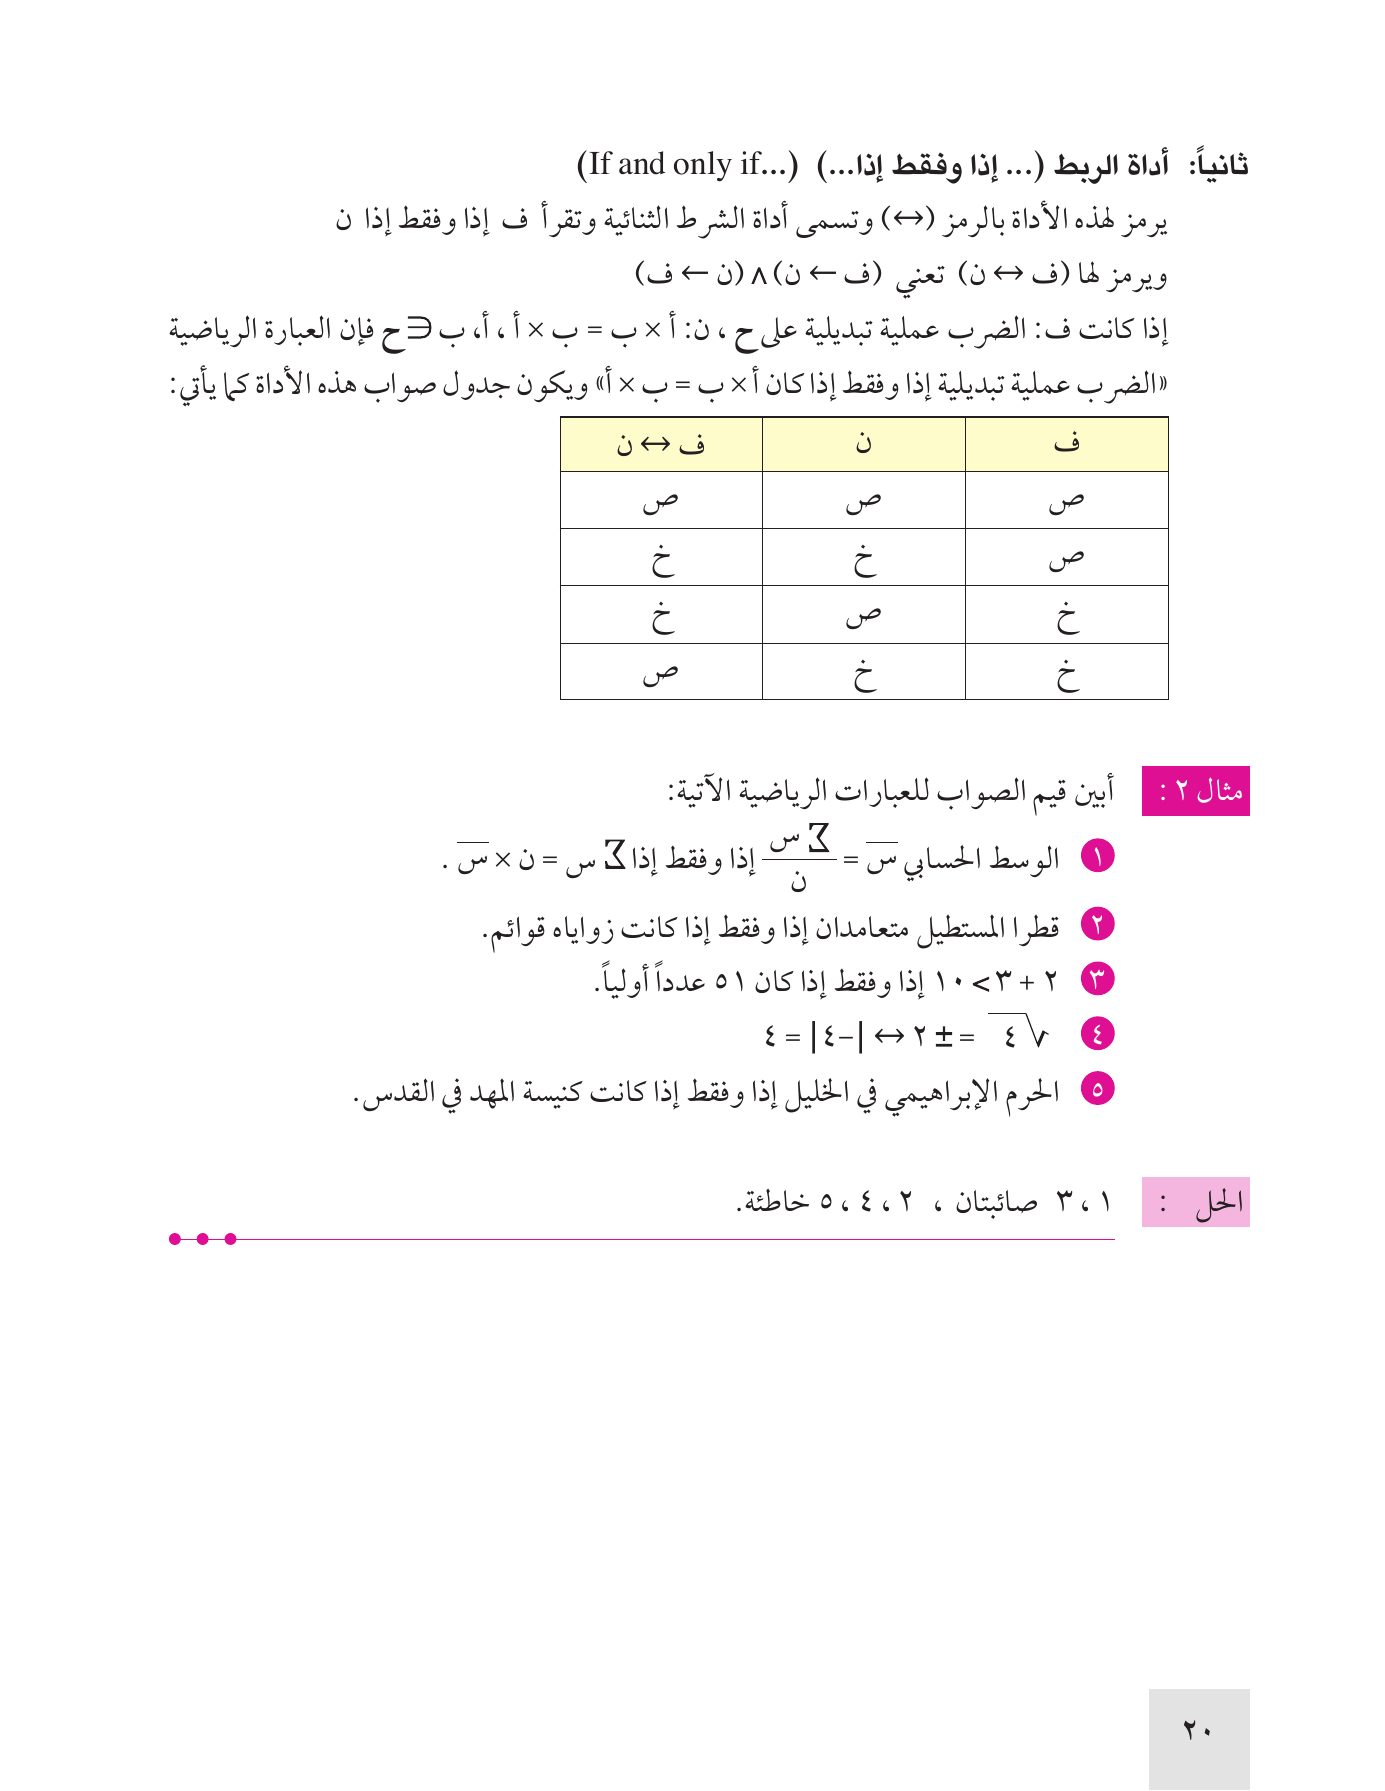 ثانياً: أداة الربط (... إذا وفقط إذا...) (If and only if...)
يرمز لهذه الأداة بالرمز (↔) وتسمى أداة الشرط الثنائية وتقرأ ف إذا وفقط إذا ن
ويرمز لها (ف ↔ ن) تعني (ف ← ن) ∧ (ن ← ف)
إذا كانت ف: الضرب عملية تبديلية على ح ، ن: أ × ب = ب × أ ، أ، ب ∈ ح فإن العبارة الرياضية
«الضرب عملية تبديلية إذا وفقط إذا كان أ × ب = ب × أ» ويكون جدول صواب هذه الأداة كما يأتي:
ف ن ف ↔ ن
ص ص ص
ص خ خ
خ ص خ
خ خ ص
مثال ٢ : أبين قيم الصواب للعبارات الرياضية الآتية:
١ الوسط الحسابي س̅ = ∑ س / ن إذا وفقط إذا ∑ س = ن × س̅ .
٢ قطرا المستطيل متعامدان إذا وفقط إذا كانت زواياه قوائم.
٣ ٢ + ٣ > ١٠ إذا وفقط إذا كان ٥١ عدداً أولياً.
٤ √٤ = ± ٢ ↔ |−٤| = ٤
٥ الحرم الإبراهيمي في الخليل إذا وفقط إذا كانت كنيسة المهد في القدس.
الحل : ١ ، ٣ صائبتان ، ٢ ، ٤ ، ٥ خاطئة.
٢٠